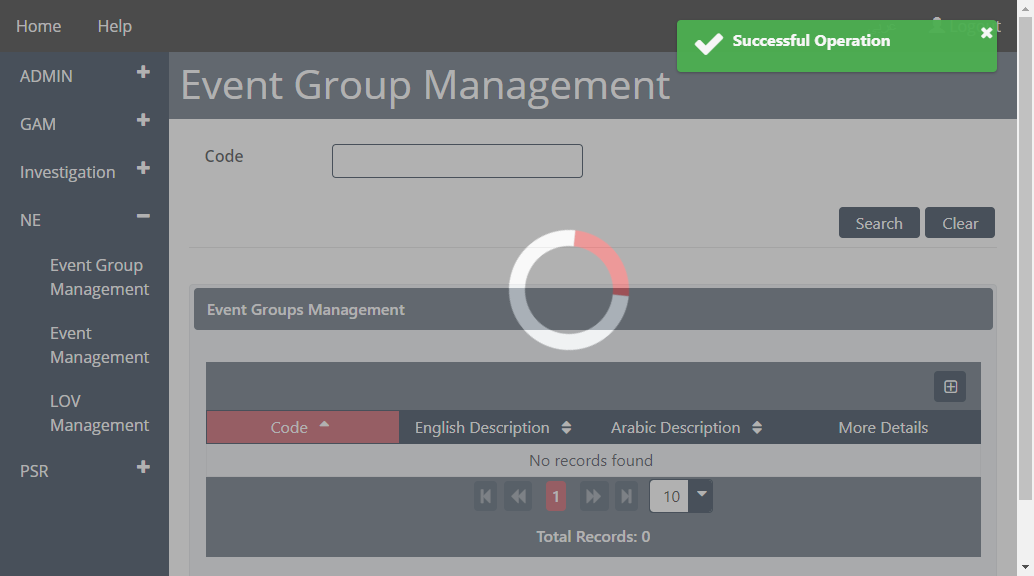 Home
Help
Successful Operation
ADMIN
GAM
Investigation
NE
Event Group
Management
Event
Management
LOV
Management
PSR
Event Group Management
Code
Search
Clear
Event Groups Management
Code
English Description
Arabic Description
More Details
No records found
1
10
Total Records: 0